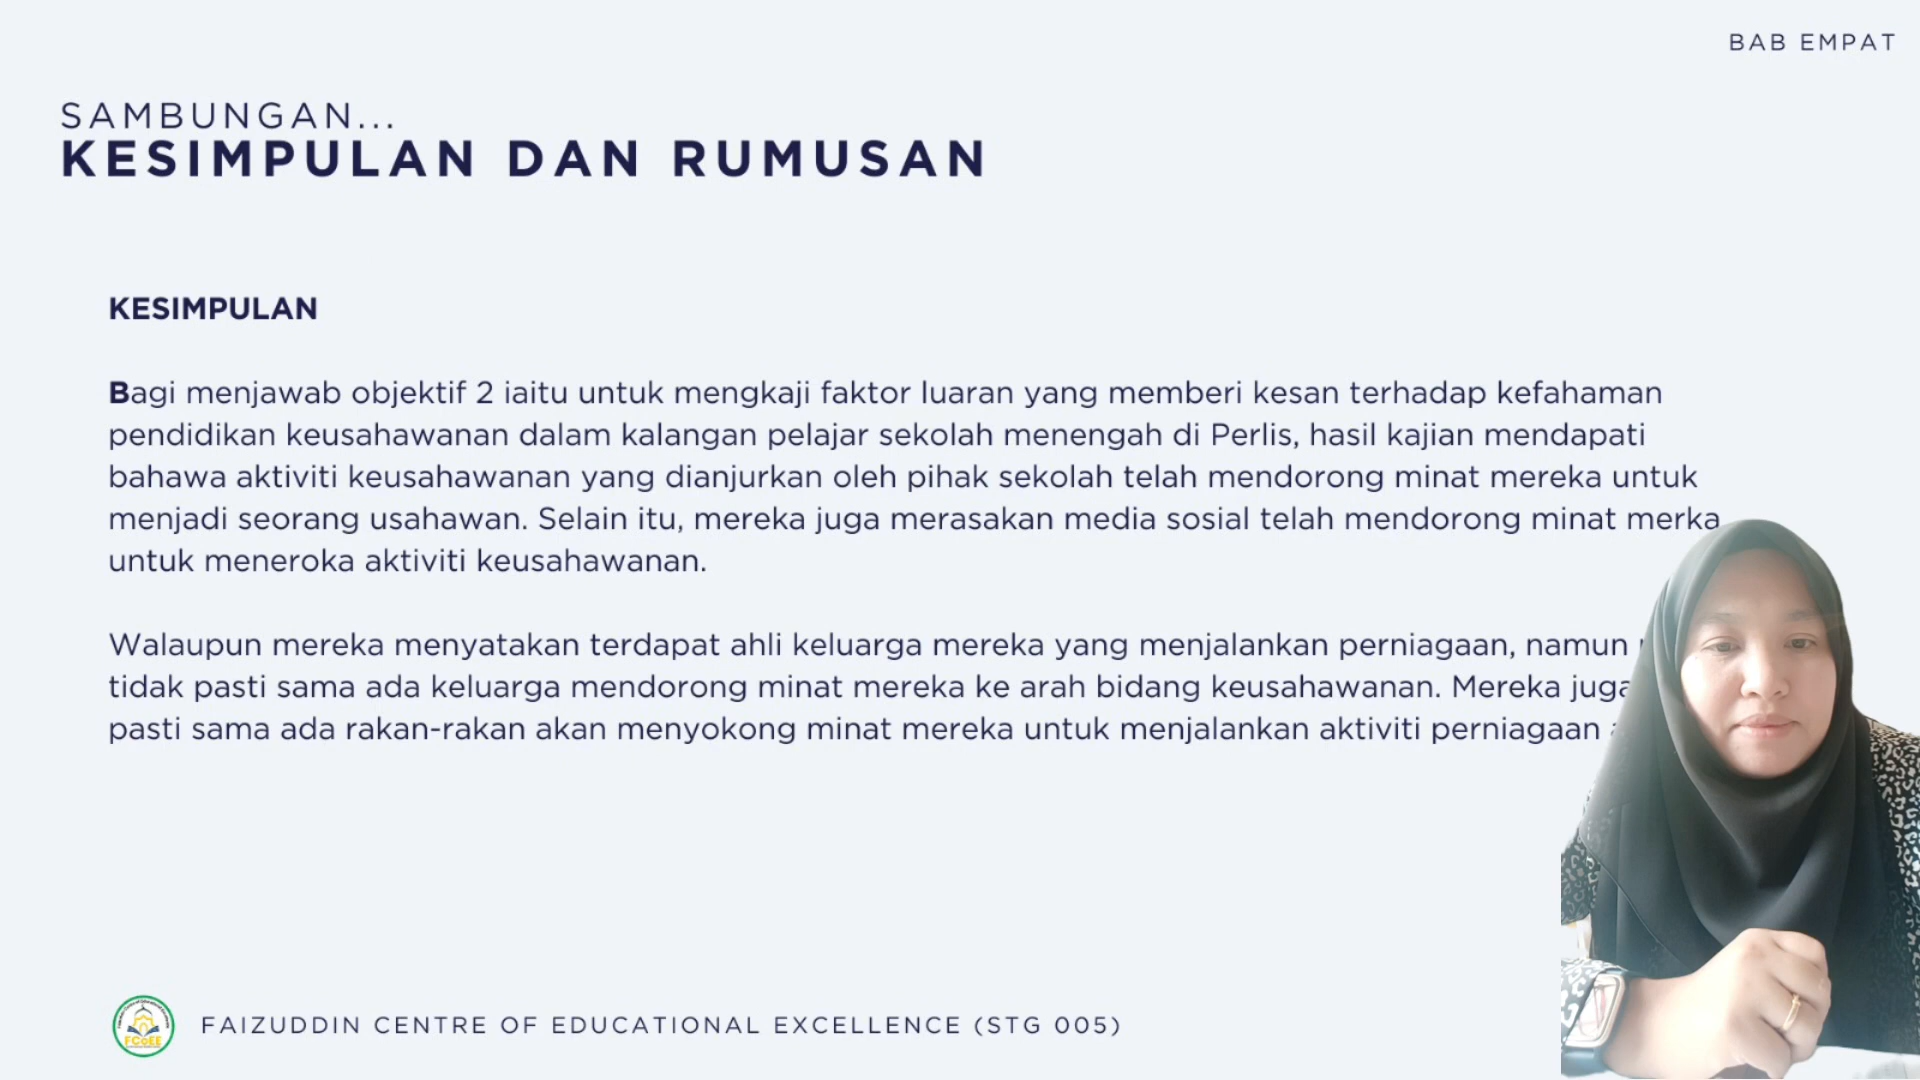 BAB EMPAT
SAMBUNGAN...
KESIMPULAN DAN RUMUSAN
KESIMPULAN
Bagi menjawab objektif 2 iaitu untuk mengkaji faktor luaran yang memberi kesan terhadap kefahaman
pendidikan keusahawanan dalam kalangan pelajar sekolah menengah di Perlis, hasil kajian mendapati
bahawa aktiviti keusahawanan yang dianjurkan oleh pihak sekolah telah mendorong minat mereka untuk
menjadi seorang usahawan. Selain itu, mereka juga merasakan media sosial telah mendorong minat merka
untuk meneroka aktiviti keusahawanan.
Walaupun mereka menyatakan terdapat ahli keluarga mereka yang menjalankan perniagaan, namun
tidak pasti sama ada keluarga mendorong minat mereka ke arah bidang keusahawanan. Mereka juga
pasti sama ada rakan-rakan akan menyokong minat mereka untuk menjalankan aktiviti perniagaan
FCoEE
FAIZUDDIN CENTRE OF EDUCATIONAL EXCELLENCE (STG 005)